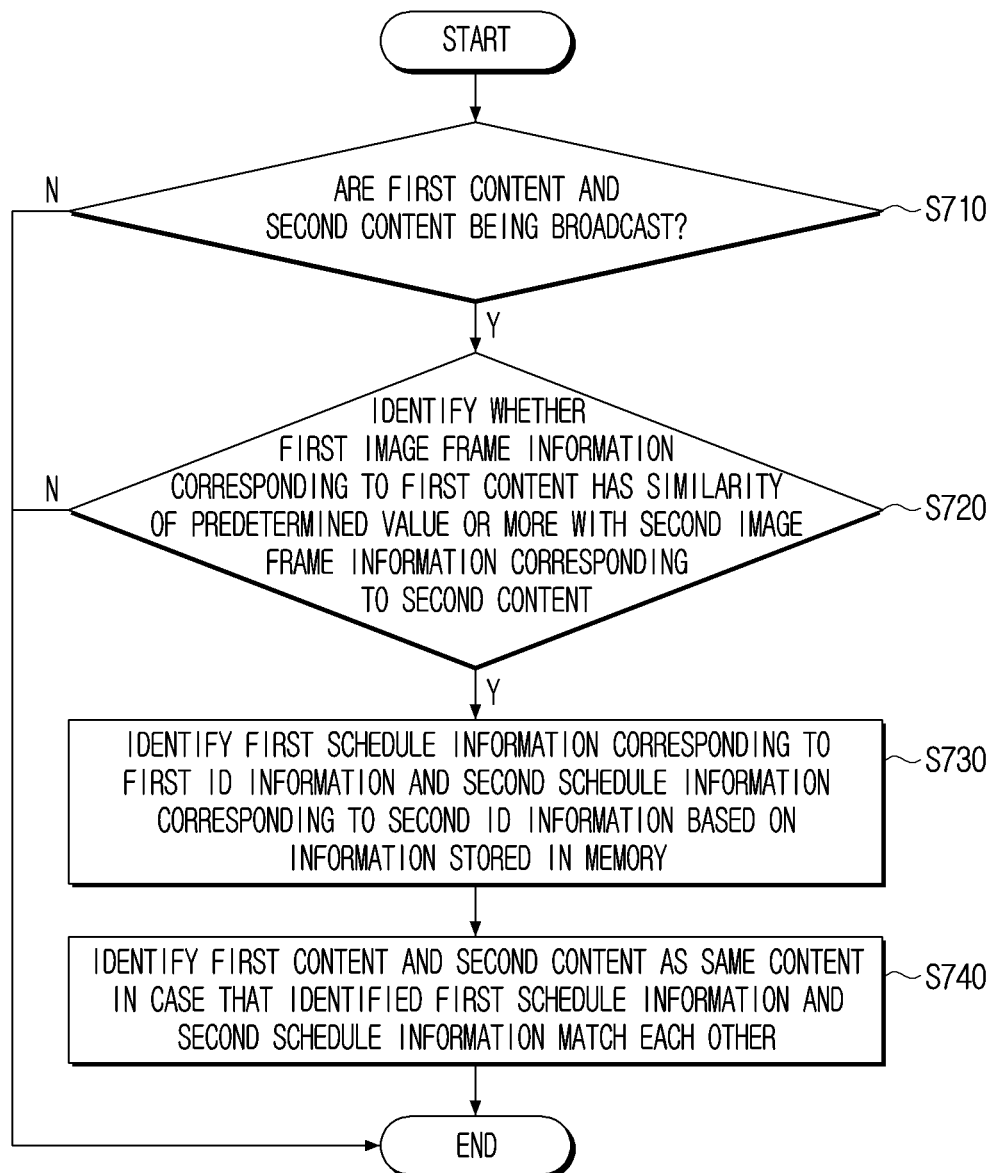 START
ARE FIRST CONTENT AND
SECOND CONTENT BEING BROADCAST?
N
S710
Y
IDENTIFY WHETHER
FIRST IMAGE FRAME INFORMATION
CORRESPONDING TO FIRST CONTENT HAS SIMILARITY
OF PREDETERMINED VALUE OR MORE WITH SECOND IMAGE
FRAME INFORMATION CORRESPONDING
TO SECOND CONTENT
N
S720
Y
IDENTIFY FIRST SCHEDULE INFORMATION CORRESPONDING TO
FIRST ID INFORMATION AND SECOND SCHEDULE INFORMATION
CORRESPONDING TO SECOND ID INFORMATION BASED ON
INFORMATION STORED IN MEMORY
S730
IDENTIFY FIRST CONTENT AND SECOND CONTENT AS SAME CONTENT
IN CASE THAT IDENTIFIED FIRST SCHEDULE INFORMATION AND
SECOND SCHEDULE INFORMATION MATCH EACH OTHER
S740
END